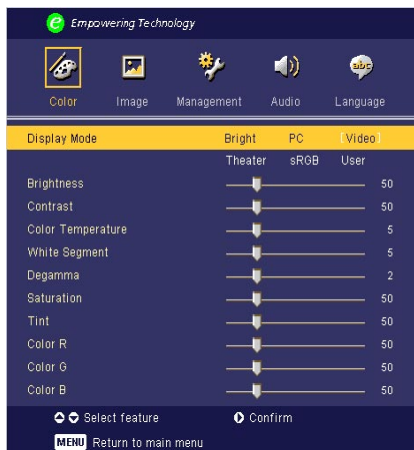 e Empowering Technology
Color Image Management abc Audio Language
Display Mode Bright PC [Video]
Theater sRGB User
Brightness 50
Contrast 50
Color Temperature 5
White Segment 5
Degamma 2
Saturation 50
Tint 50
Color R 50
Color G 50
Color B 50
Select feature Confirm
MENU Return to main menu